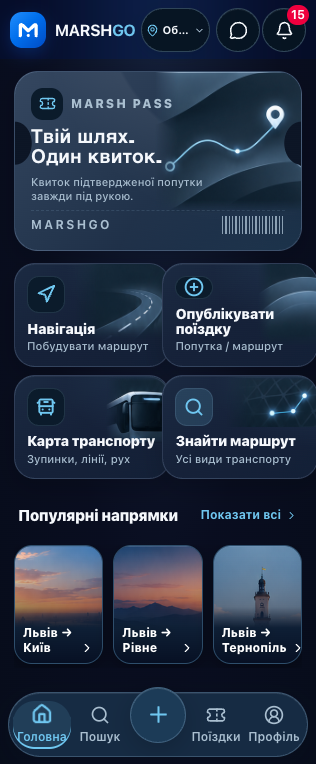 MARSHGO
Об...
15
MARSH PASS
Твій шлях.
Один квиток.
Квиток підтвердженої попутки
завжди під рукою.
MARSHGO
Навігація
Побудувати маршрут
Опублікувати
поїздку
Попутка / маршрут
Карта транспорту
Зупинки, лінії, рух
Знайти маршрут
Усі види транспорту
Популярні напрямки
Показати всі
Львів →
Київ
Львів →
Рівне
Львів →
Тернопіль
Головна
Пошук
Поїздки
Профіль